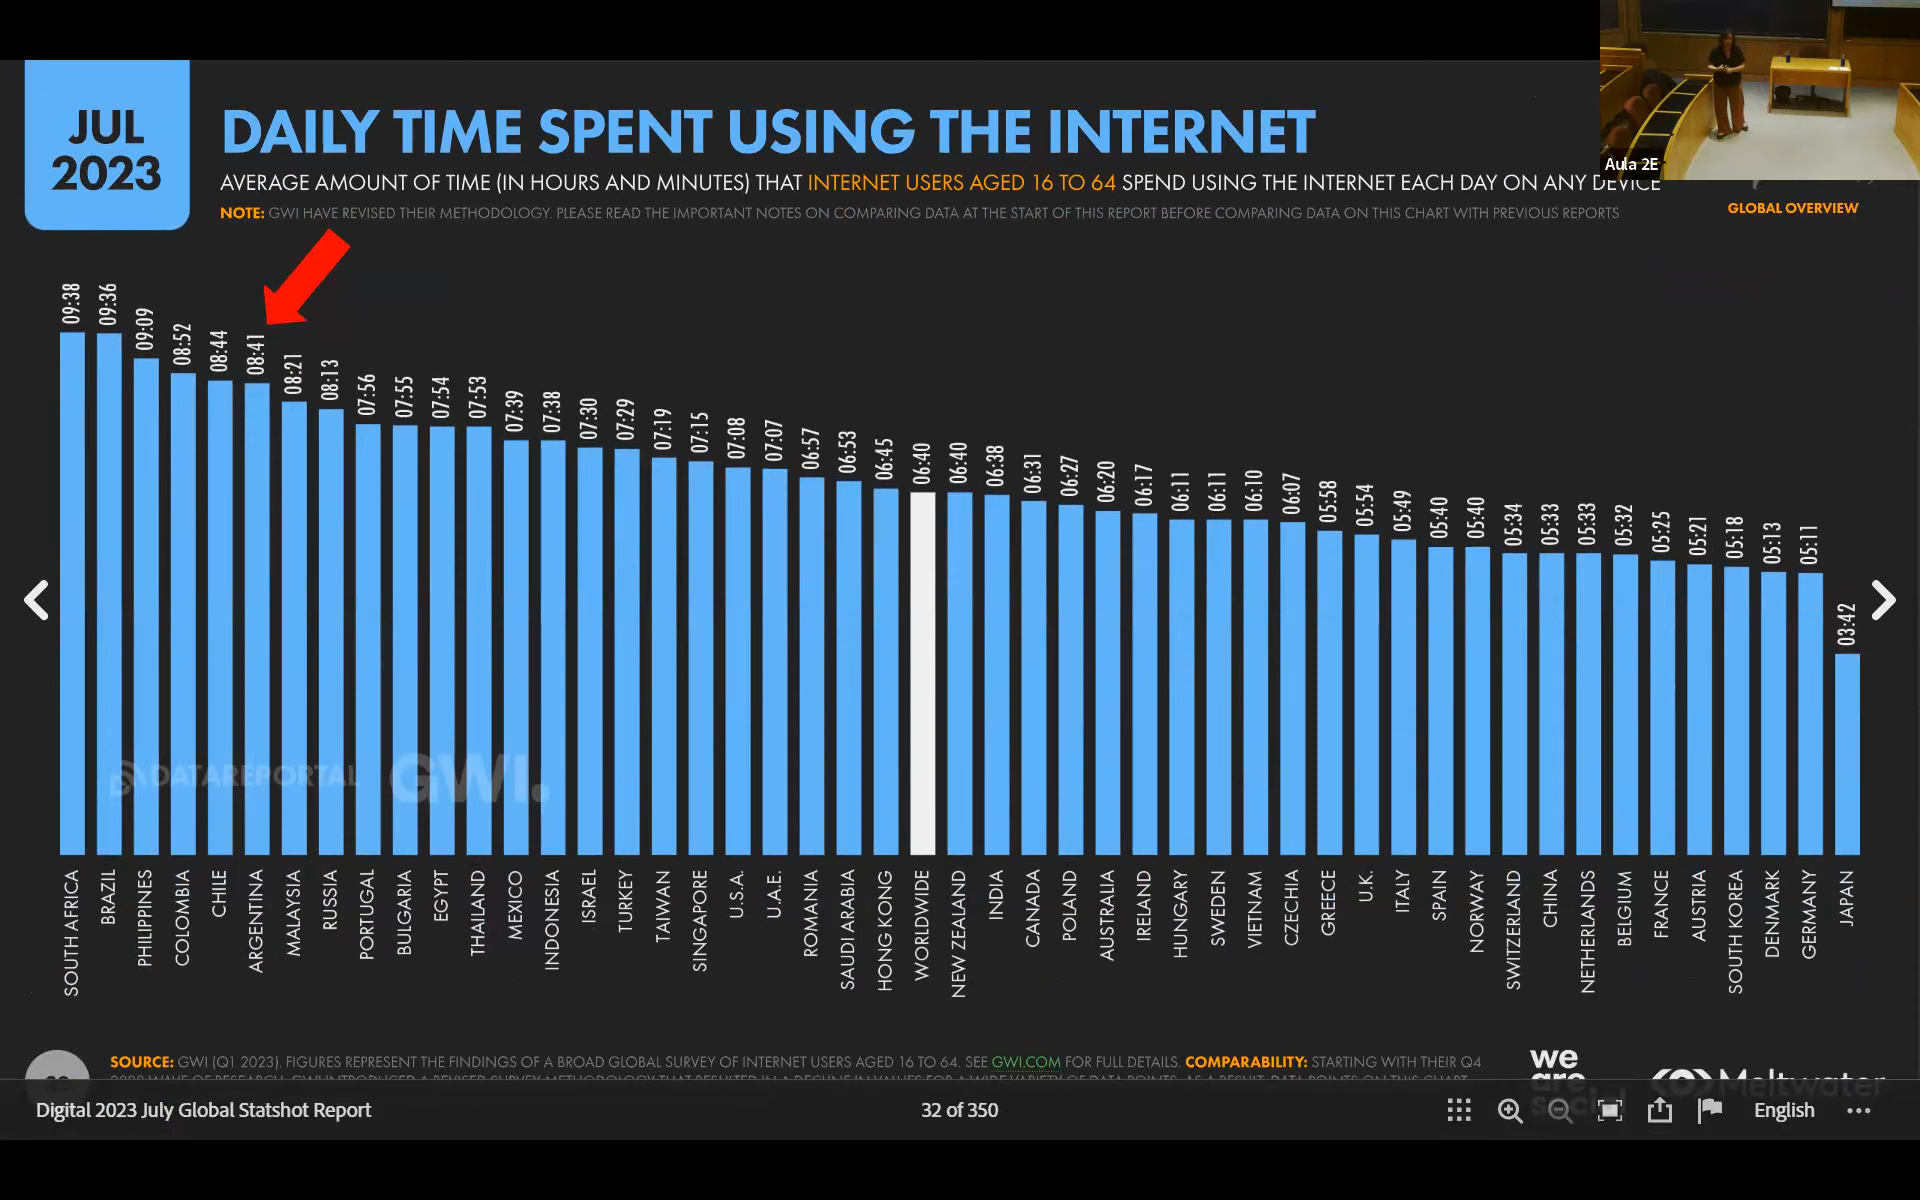 JUL
2023
DAILY TIME SPENT USING THE INTERNET
AVERAGE AMOUNT OF TIME (IN HOURS AND MINUTES) THAT INTERNET USERS AGED 16 TO 64 SPEND USING THE INTERNET EACH DAY ON ANY DEVICE
NOTE: GWI HAVE REVISED THEIR METHODOLOGY. PLEASE READ THE IMPORTANT NOTES ON COMPARING DATA AT THE START OF THIS REPORT BEFORE COMPARING DATA ON THIS CHART WITH PREVIOUS REPORTS
Aula 2E
GLOBAL OVERVIEW
09:38
09:36
09:09
08:52
08:44
08:41
08:21
08:13
07:56
07:55
07:54
07:53
07:39
07:38
07:30
07:29
07:19
07:15
07:08
07:07
06:57
06:53
06:45
06:40
06:40
06:38
06:31
06:27
06:20
06:17
06:11
06:11
06:10
06:07
05:58
05:54
05:49
05:40
05:40
05:34
05:33
05:33
05:32
05:25
05:21
05:18
05:13
05:11
03:42
DATAREPORTAL
GWI.
SOUTH AFRICA
BRAZIL
PHILIPPINES
COLOMBIA
CHILE
ARGENTINA
MALAYSIA
RUSSIA
PORTUGAL
BULGARIA
EGYPT
THAILAND
MEXICO
INDONESIA
ISRAEL
TURKEY
TAIWAN
SINGAPORE
U.S.A.
U.A.E.
ROMANIA
SAUDI ARABIA
HONG KONG
WORLDWIDE
NEW ZEALAND
INDIA
CANADA
POLAND
AUSTRALIA
IRELAND
HUNGARY
SWEDEN
VIETNAM
CZECHIA
GREECE
U.K.
ITALY
SPAIN
NORWAY
SWITZERLAND
CHINA
NETHERLANDS
BELGIUM
FRANCE
AUSTRIA
SOUTH KOREA
DENMARK
GERMANY
JAPAN
SOURCE: GWI (Q1 2023). FIGURES REPRESENT THE FINDINGS OF A BROAD GLOBAL SURVEY OF INTERNET USERS AGED 16 TO 64. SEE GWI.COM FOR FULL DETAILS. COMPARABILITY: STARTING WITH THEIR Q4
we
are
social
Meltwater
Digital 2023 July Global Statshot Report
32 of 350
English